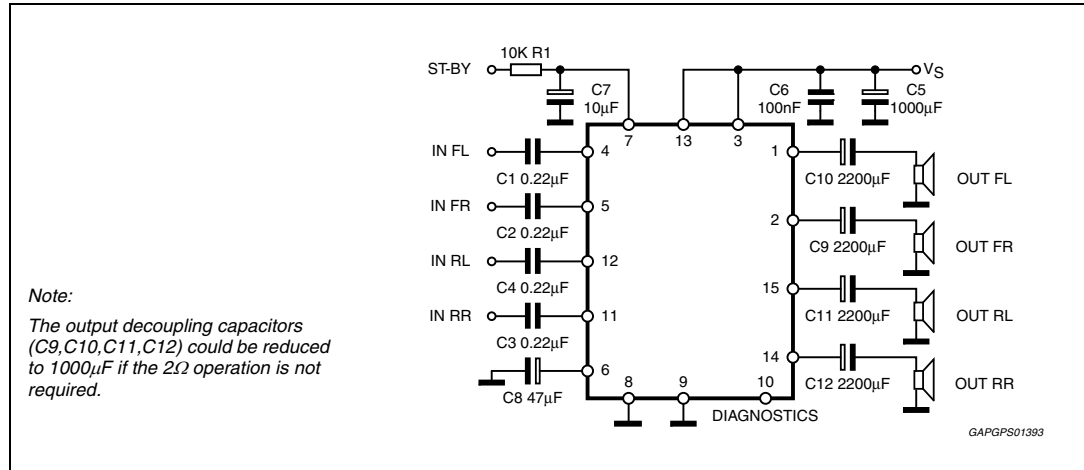 10K R1
ST-BY
VS
C7
10µF
C6
100nF
C5
1000µF
7
13
3
IN FL
4
C1 0.22µF
IN FR
5
C2 0.22µF
IN RL
12
C4 0.22µF
IN RR
11
C3 0.22µF
6
C8 47µF
8
9
10
DIAGNOSTICS
1
C10 2200µF
OUT FL
2
C9 2200µF
OUT FR
15
C11 2200µF
OUT RL
14
C12 2200µF
OUT RR
Note:
The output decoupling capacitors
(C9,C10,C11,C12) could be reduced
to 1000µF if the 2Ω operation is not
required.
GAPGPS01393